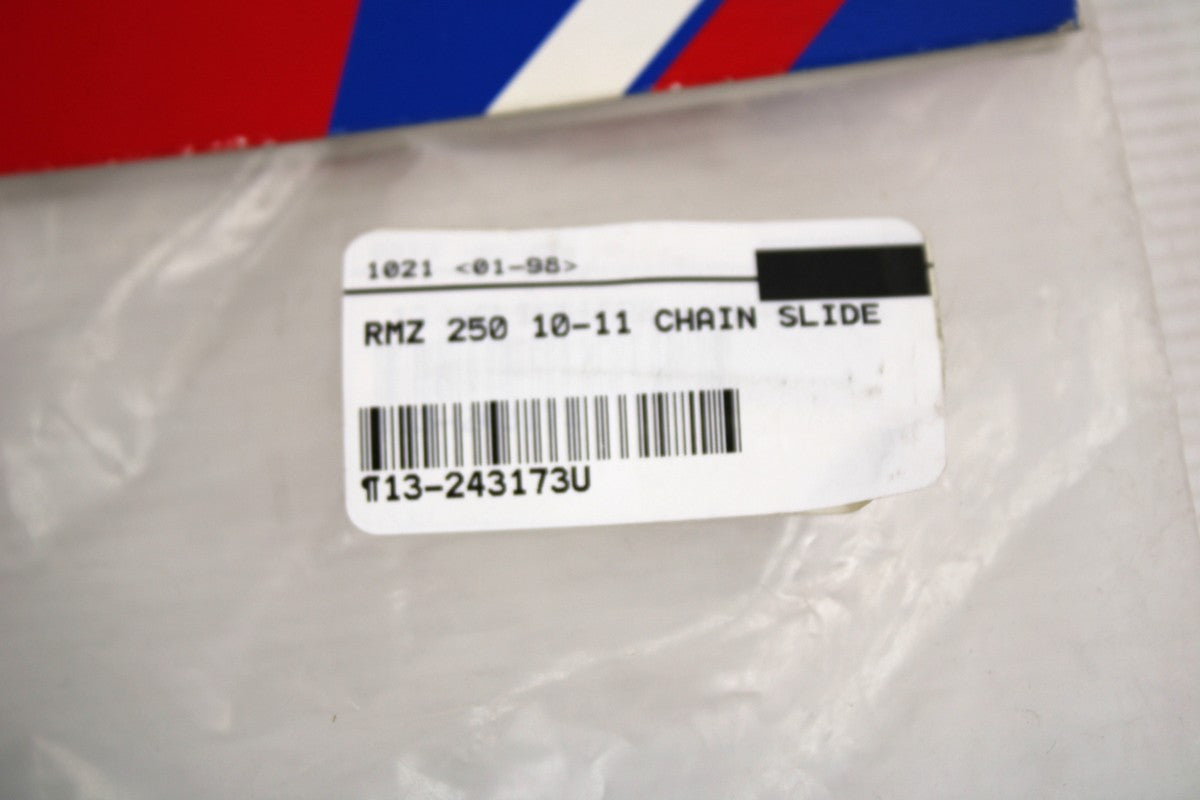 1021 <01-98>
RMZ 250 10-11 CHAIN SLIDE
¶13-243173U